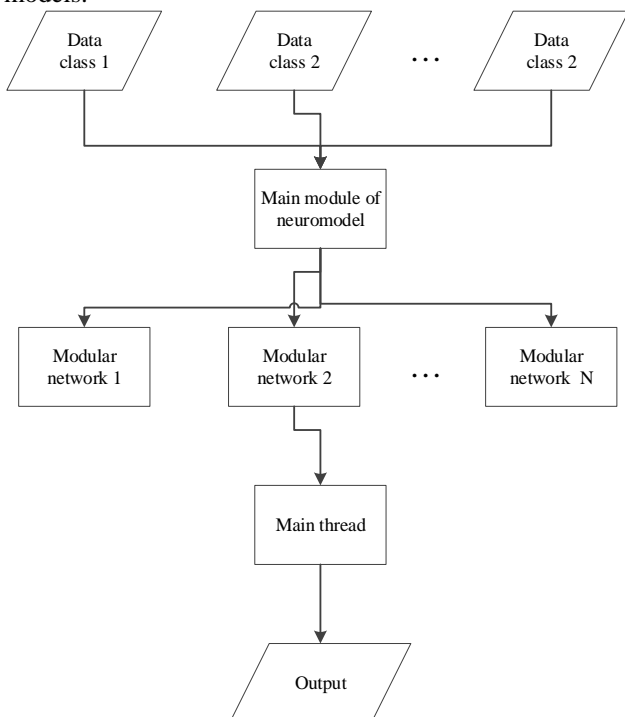 models.
Data
class 1
Data
class 2
...
Data
class 2
Main module of
neuromodel
Modular
network 1
Modular
network 2
...
Modular
network N
Main thread
Output